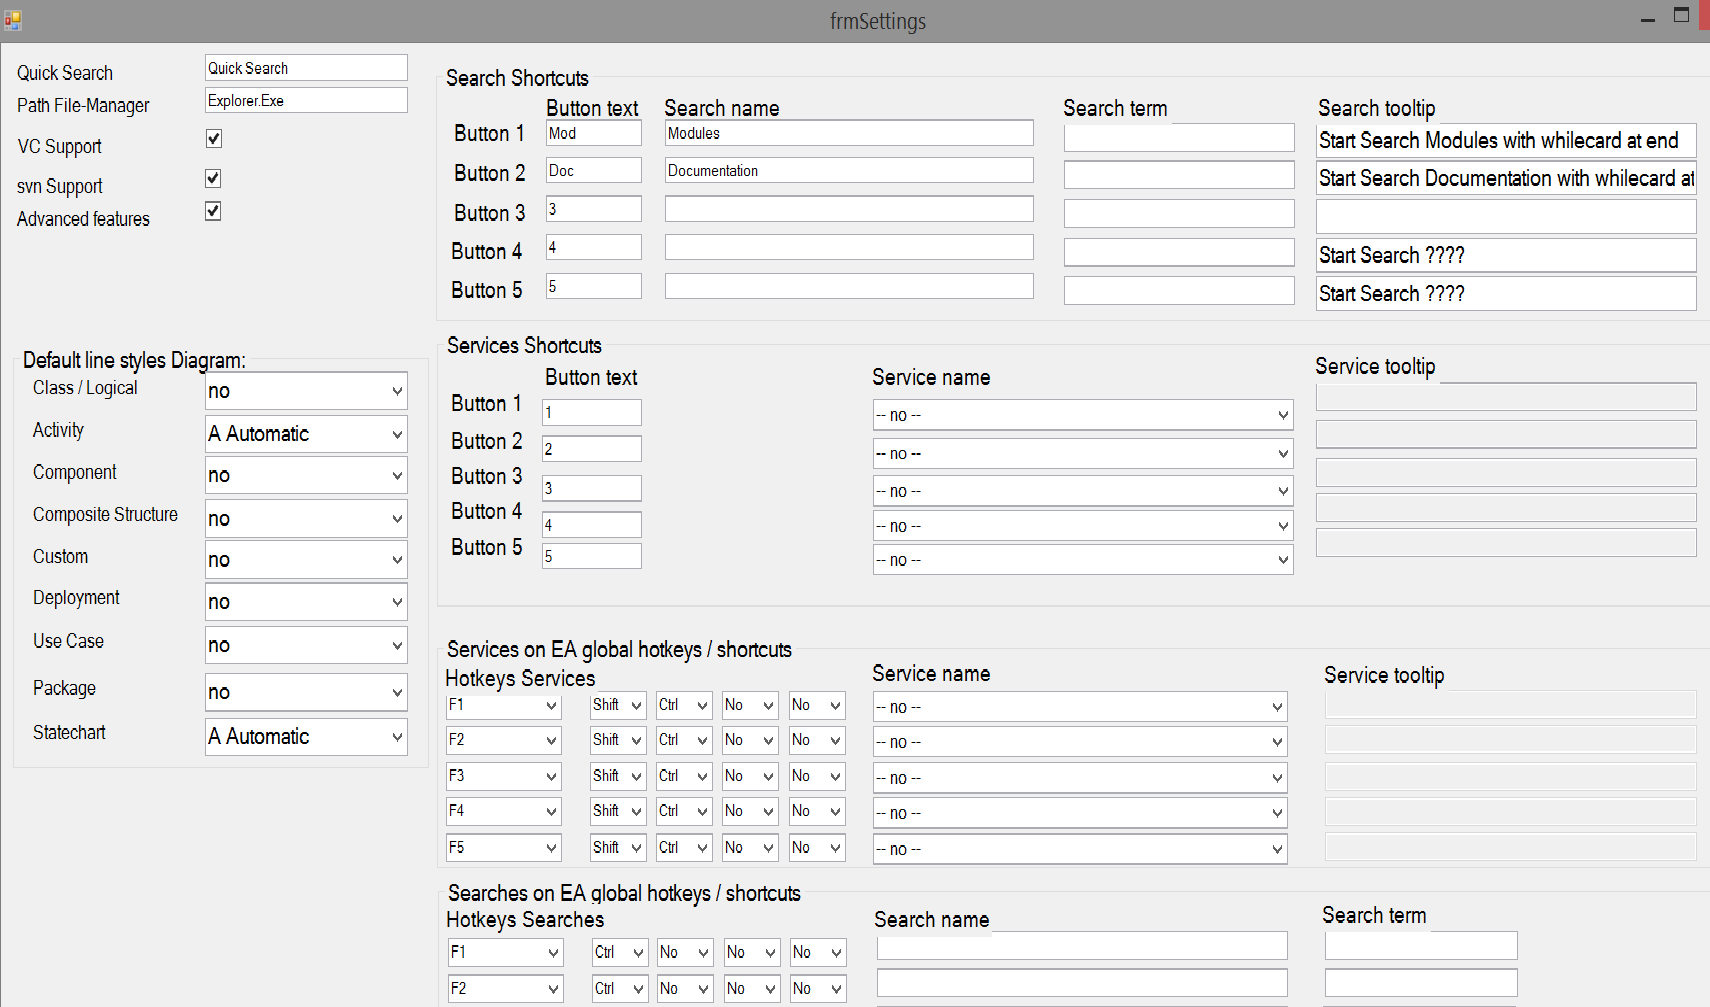 frmSettings
Quick Search Quick Search
Path File-Manager Explorer.Exe
VC Support
svn Support
Advanced features
Default line styles Diagram:
Class / Logical no
Activity A Automatic
Component no
Composite Structure no
Custom no
Deployment no
Use Case no
Package no
Statechart A Automatic
Search Shortcuts
Button text Search name Search term Search tooltip
Button 1 Mod Modules Start Search Modules with whilecard at end
Button 2 Doc Documentation Start Search Documentation with whilecard at
Button 3 3
Button 4 4 Start Search ????
Button 5 5 Start Search ????
Services Shortcuts
Button text Service name Service tooltip
Button 1 1 -- no --
Button 2 2 -- no --
Button 3 3 -- no --
Button 4 4 -- no --
Button 5 5 -- no --
Services on EA global hotkeys / shortcuts
Hotkeys Services Service name Service tooltip
F1 Shift Ctrl No No -- no --
F2 Shift Ctrl No No -- no --
F3 Shift Ctrl No No -- no --
F4 Shift Ctrl No No -- no --
F5 Shift Ctrl No No -- no --
Searches on EA global hotkeys / shortcuts
Hotkeys Searches Search name Search term
F1 Ctrl No No No
F2 Ctrl No No No